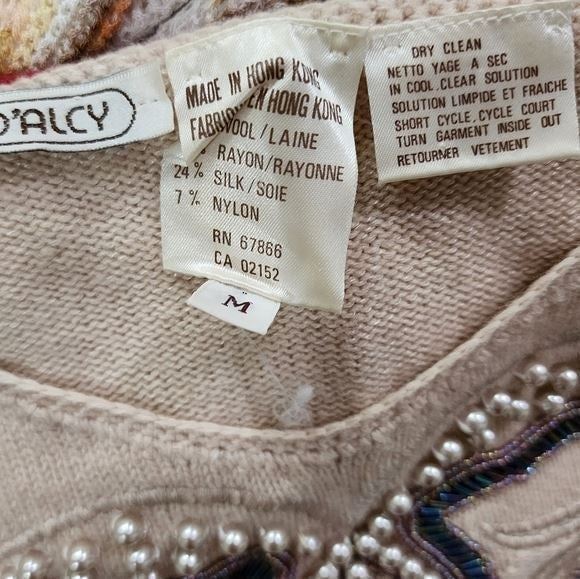 D'ALCY
MADE IN HONG KONG
EN HONG KONG
WOOL/LAINE
% RAYON/RAYONNE
24% SILK/SOIE
7% NYLON
RN 67866
CA 02152
M
DRY CLEAN
NETTO YAGE A SEC
IN COOL.CLEAR SOLUTION
SOLUTION LIMPIDE ET FRAICHE
SHORT CYCLE.CYCLE COURT
TURN GARMENT INSIDE OUT
RETOURNER VETEMENT